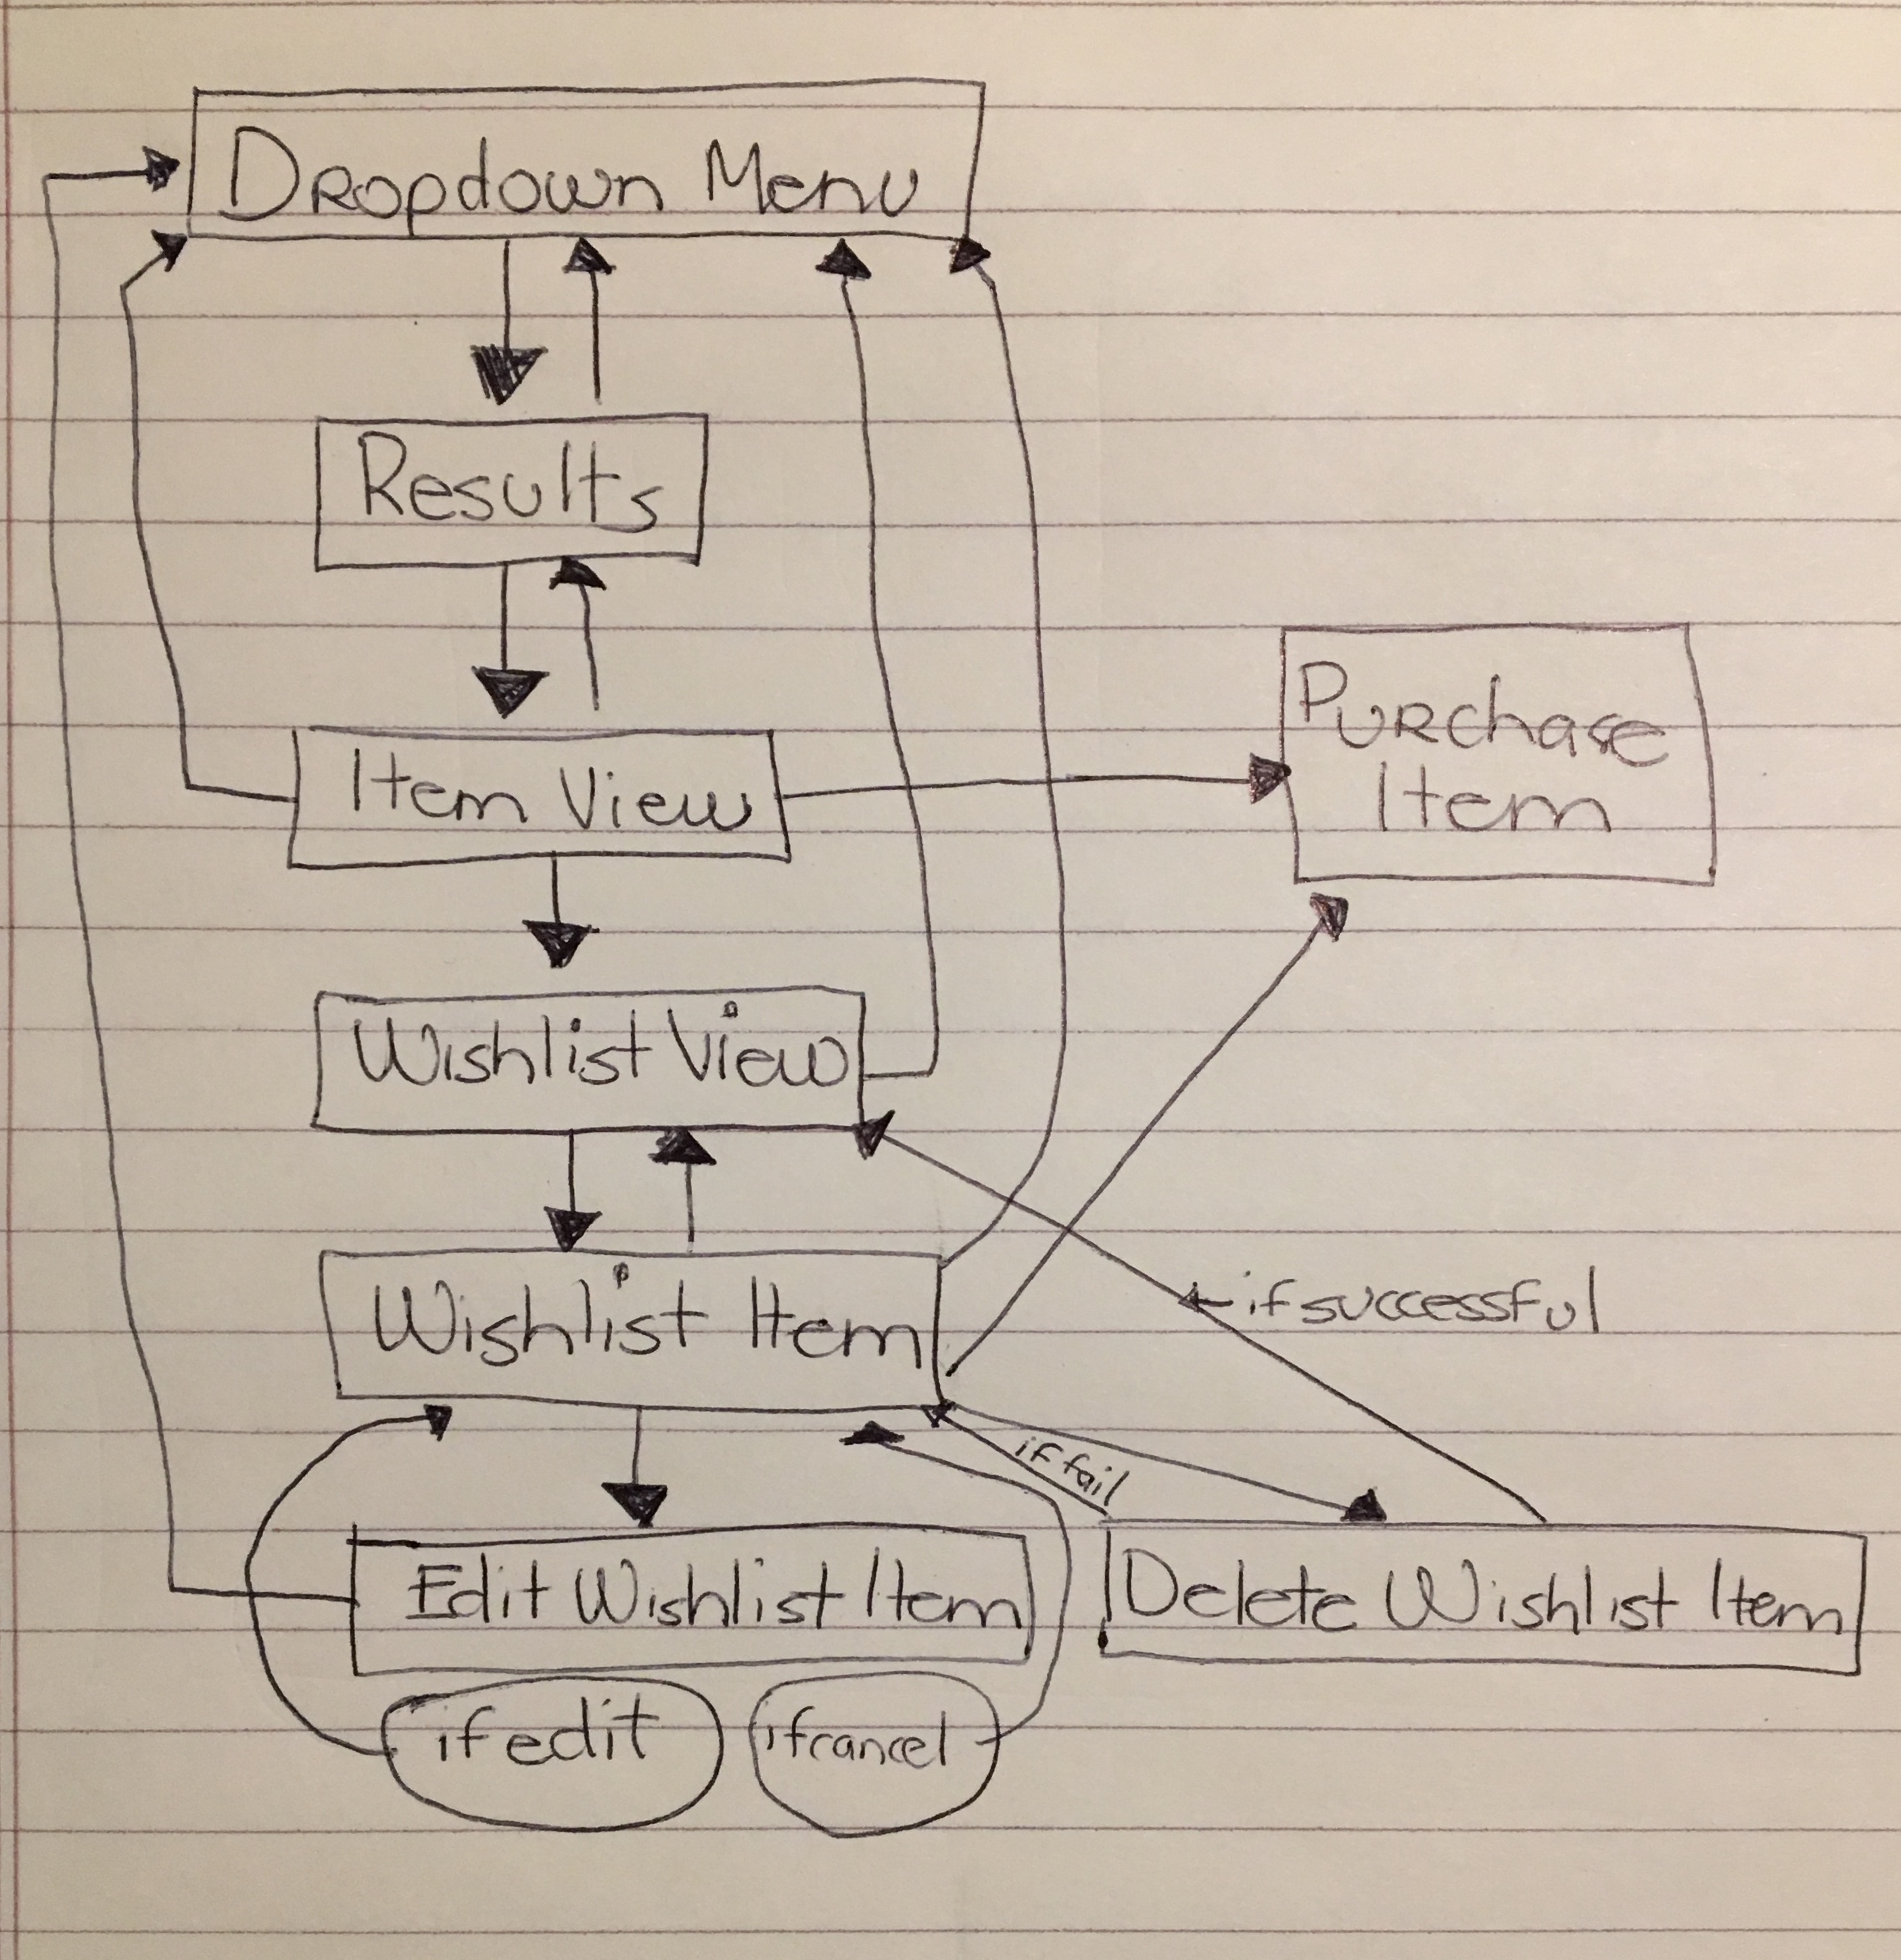 Dropdown Menu
Results
Purchase
Item
Item View
Wishlist View
if successful
Wishlist Item
if fail
Edit Wishlist Item
Delete Wishlist Item
if edit
if cancel